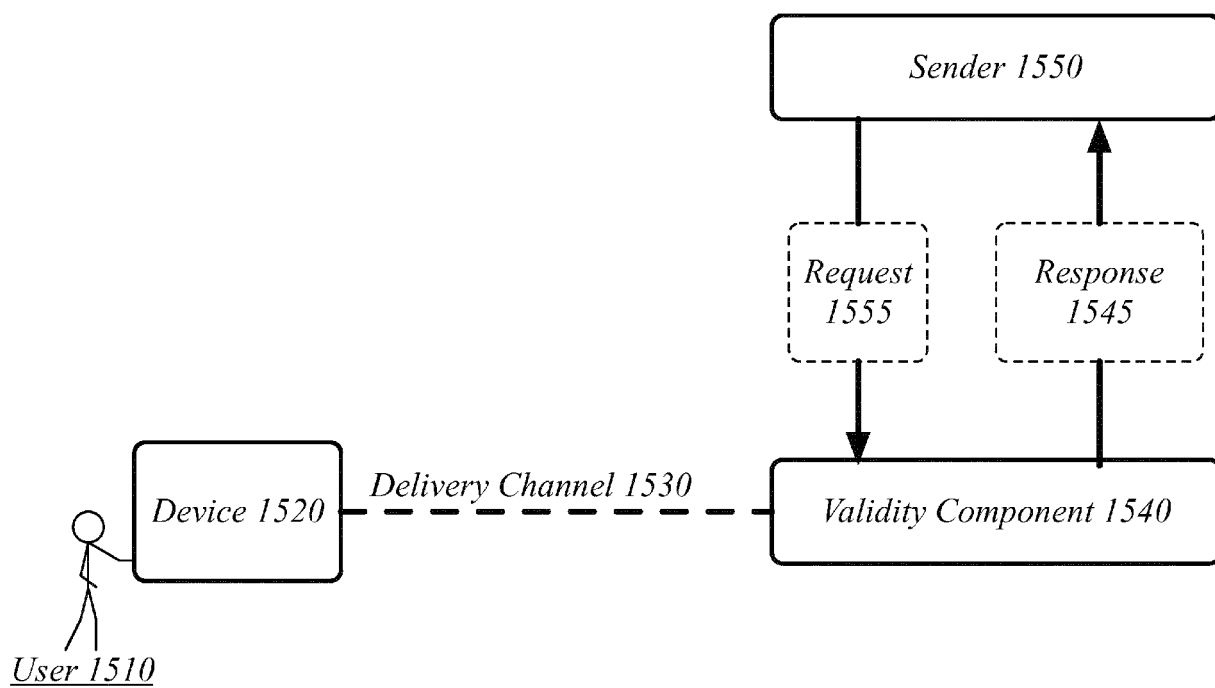 Sender 1550
Request
1555
Response
1545
Delivery Channel 1530
Device 1520
Validity Component 1540
User 1510